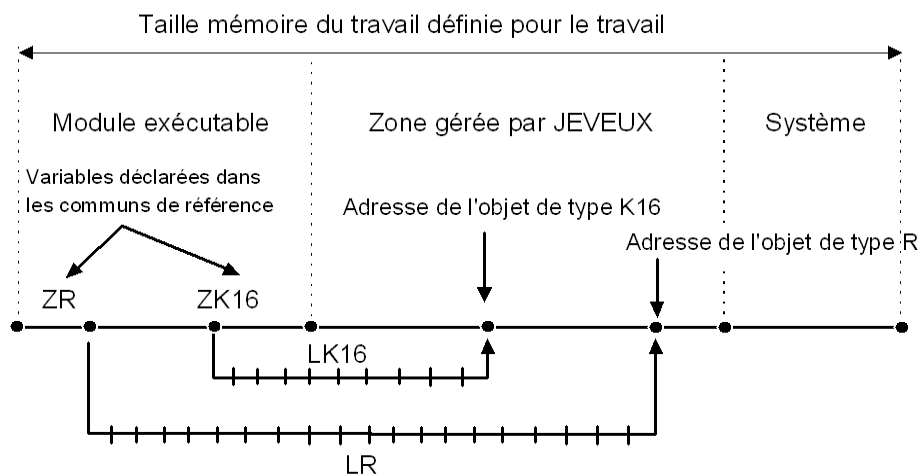 Taille mémoire du travail définie pour le travail
Module exécutable
Zone gérée par JEVEUX
Système
Variables déclarées dans
les communs de référence
Adresse de l'objet de type K16
Adresse de l'objet de type R
ZR
ZK16
LK16
LR